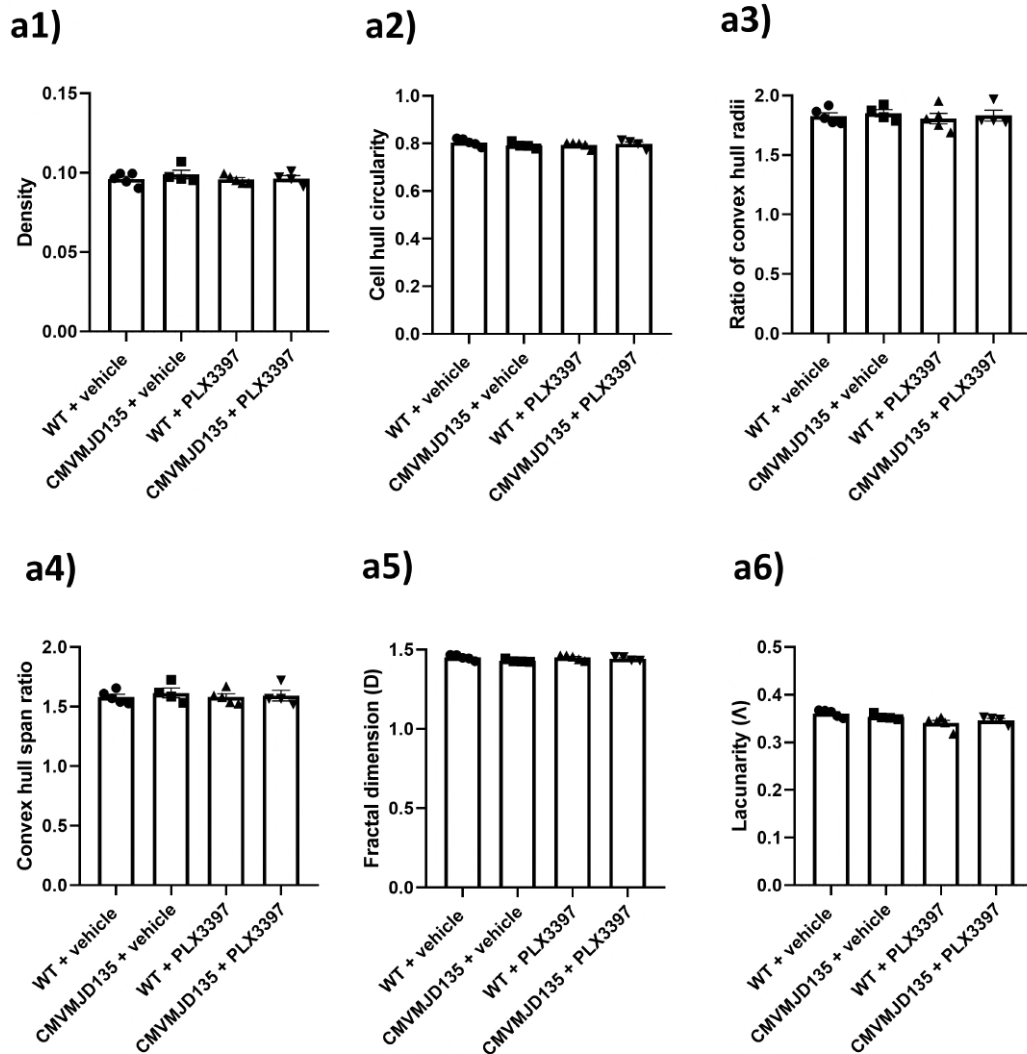 a1)
Density
0.15
0.10
0.05
0.00
WT + vehicle
CMVMJD135 + vehicle
WT + PLX3397
CMVMJD135 + PLX3397
a2)
Cell hull circularity
1.0
0.8
0.6
0.4
0.2
0.0
WT + vehicle
CMVMJD135 + vehicle
WT + PLX3397
CMVMJD135 + PLX3397
a3)
Ratio of convex hull radii
2.0
1.5
1.0
0.5
0.0
WT + vehicle
CMVMJD135 + vehicle
WT + PLX3397
CMVMJD135 + PLX3397
a4)
Convex hull span ratio
2.0
1.5
1.0
0.5
0.0
WT + vehicle
CMVMJD135 + vehicle
WT + PLX3397
CMVMJD135 + PLX3397
a5)
Fractal dimension (D)
1.5
1.0
0.5
0.0
WT + vehicle
CMVMJD135 + vehicle
WT + PLX3397
CMVMJD135 + PLX3397
a6)
Lacunarity (Λ)
0.5
0.4
0.3
0.2
0.1
0.0
WT + vehicle
CMVMJD135 + vehicle
WT + PLX3397
CMVMJD135 + PLX3397